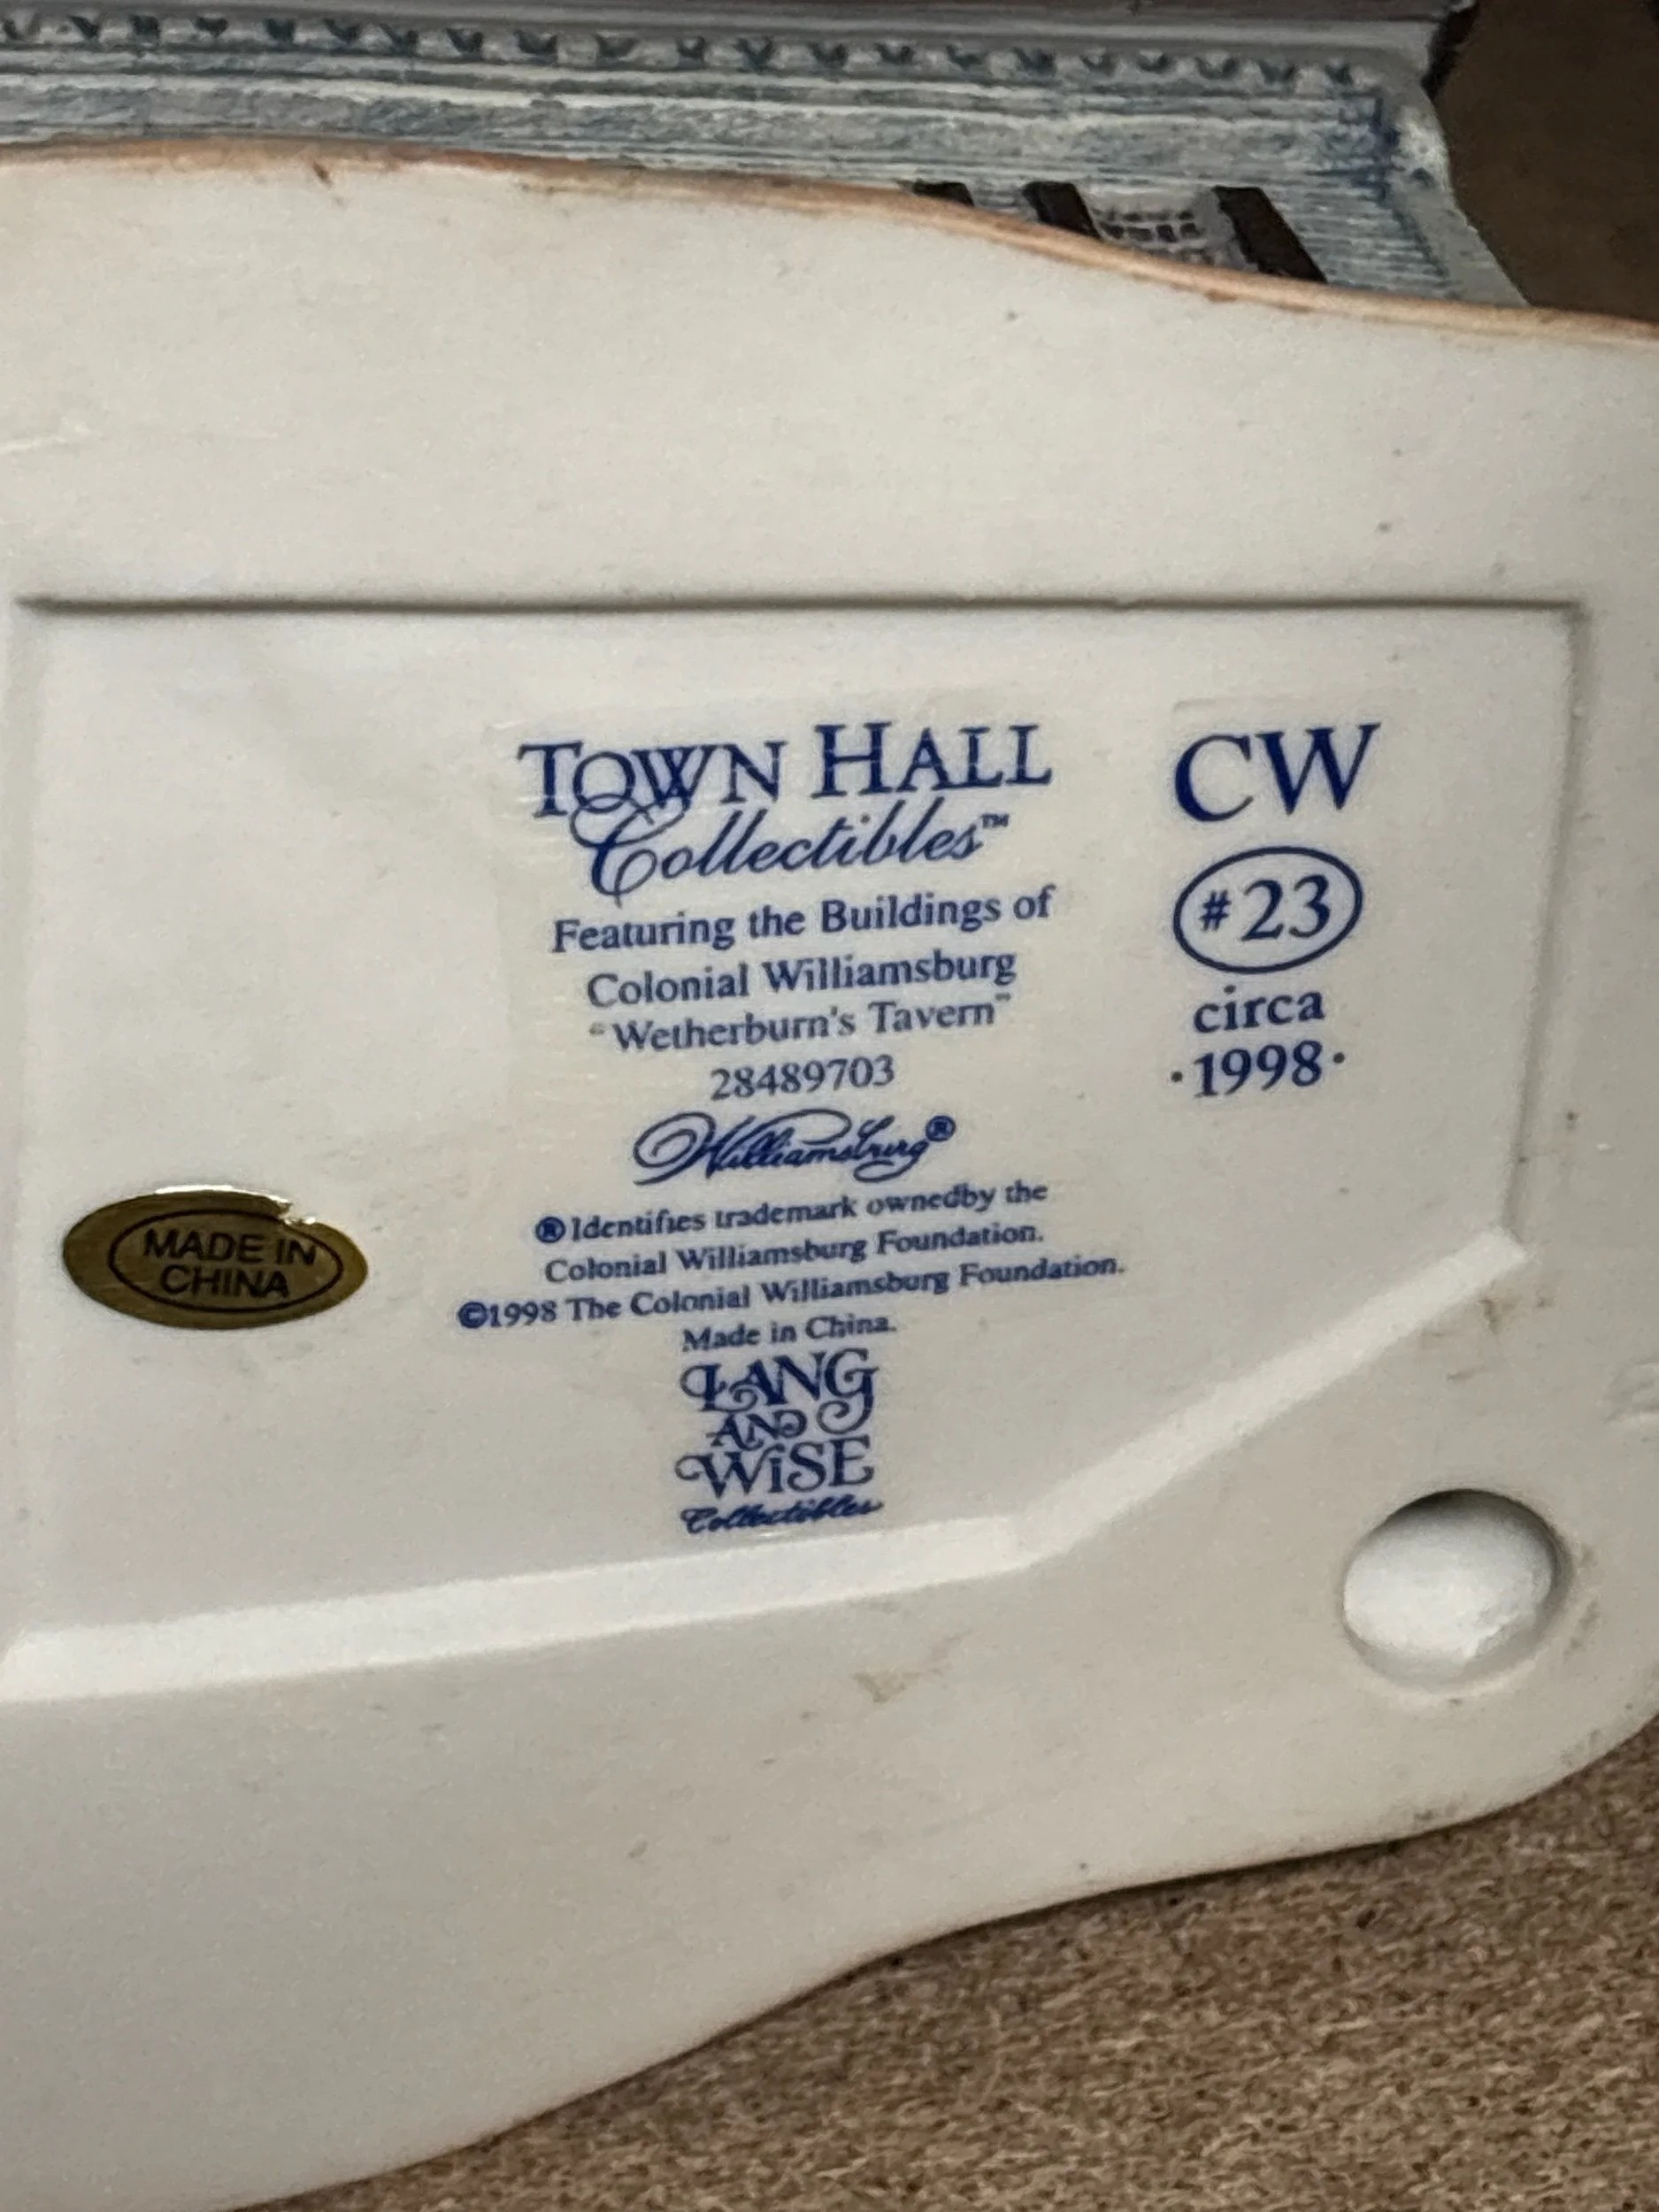 TOWN HALL
Collectibles™
Featuring the Buildings of
Colonial Williamsburg
"Wetherburn's Tavern"
28489703
Williamsburg®
® Identifies trademark ownedby the
Colonial Williamsburg Foundation.
©1998 The Colonial Williamsburg Foundation.
Made in China.
LANG
AND
WISE
Collectibles
CW
#23
circa
·1998·
MADE IN
CHINA